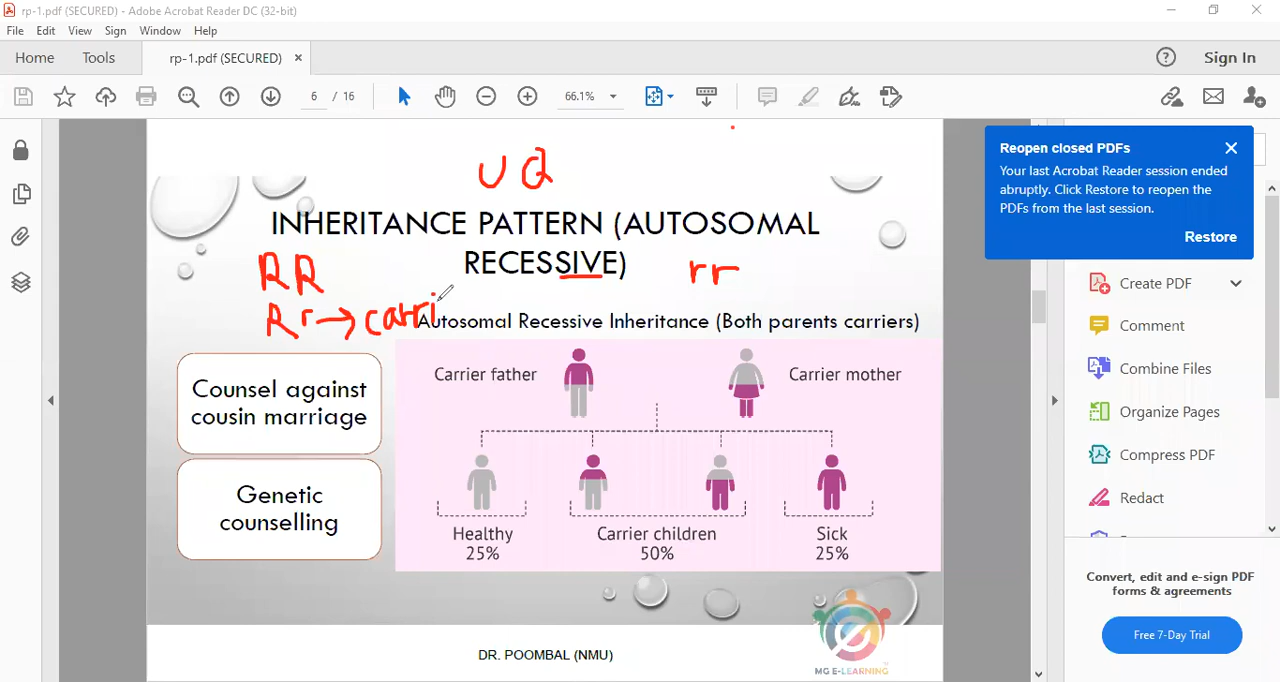 rp-1.pdf (SECURED) - Adobe Acrobat Reader DC (32-bit)
File Edit View Sign Window Help
Home Tools rp-1.pdf (SECURED) × Sign In
6 / 16 66.1%
Reopen closed PDFs
Your last Acrobat Reader session ended
abruptly. Click Restore to reopen the
PDFs from the last session.
Restore
UQ
INHERITANCE PATTERN (AUTOSOMAL
RECESSIVE)
RR
rr
Rr → carri
Autosomal Recessive Inheritance (Both parents carriers)
Counsel against
cousin marriage
Genetic
counselling
Carrier father
Carrier mother
Healthy
25%
Carrier children
50%
Sick
25%
DR. POOMBAL (NMU)
MG E-LEARNING
Create PDF
Comment
Combine Files
Organize Pages
Compress PDF
Redact
Convert, edit and e-sign PDF
forms & agreements
Free 7-Day Trial